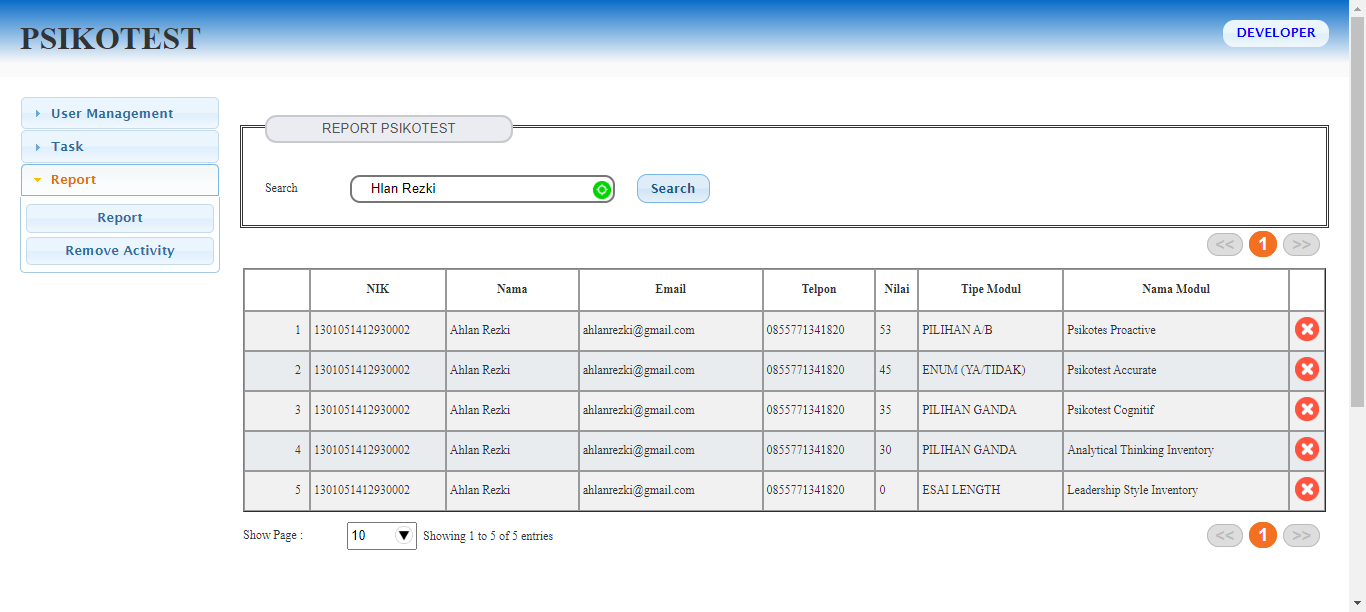 PSIKOTEST
DEVELOPER
User Management
Task
Report
Report
Remove Activity
REPORT PSIKOTEST
Search Hlan Rezki Search
<< 1 >>
NIK Nama Email Telpon Nilai Tipe Modul Nama Modul
1 1301051412930002 Ahlan Rezki ahlanrezki@gmail.com 0855771341820 53 PILIHAN A/B Psikotes Proactive
2 1301051412930002 Ahlan Rezki ahlanrezki@gmail.com 0855771341820 45 ENUM (YA/TIDAK) Psikotest Accurate
3 1301051412930002 Ahlan Rezki ahlanrezki@gmail.com 0855771341820 35 PILIHAN GANDA Psikotest Cognitif
4 1301051412930002 Ahlan Rezki ahlanrezki@gmail.com 0855771341820 30 PILIHAN GANDA Analytical Thinking Inventory
5 1301051412930002 Ahlan Rezki ahlanrezki@gmail.com 0855771341820 0 ESAI LENGTH Leadership Style Inventory
Show Page : 10 Showing 1 to 5 of 5 entries << 1 >>